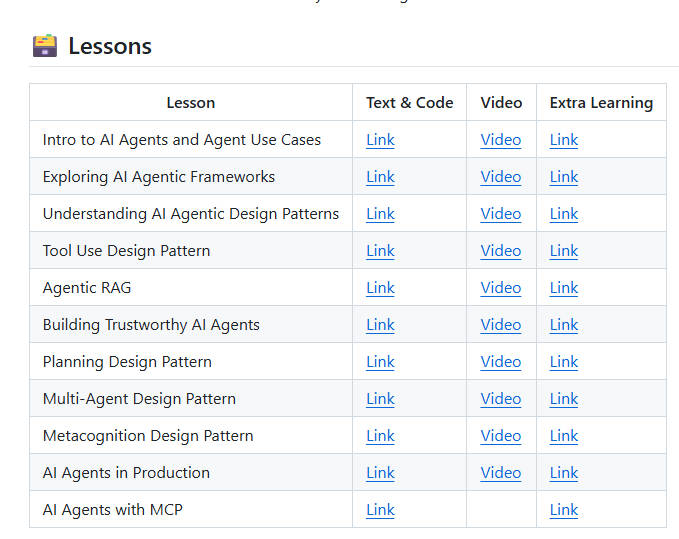 Lessons
Lesson Text & Code Video Extra Learning
Intro to AI Agents and Agent Use Cases Link Video Link
Exploring AI Agentic Frameworks Link Video Link
Understanding AI Agentic Design Patterns Link Video Link
Tool Use Design Pattern Link Video Link
Agentic RAG Link Video Link
Building Trustworthy AI Agents Link Video Link
Planning Design Pattern Link Video Link
Multi-Agent Design Pattern Link Video Link
Metacognition Design Pattern Link Video Link
AI Agents in Production Link Video Link
AI Agents with MCP Link Link